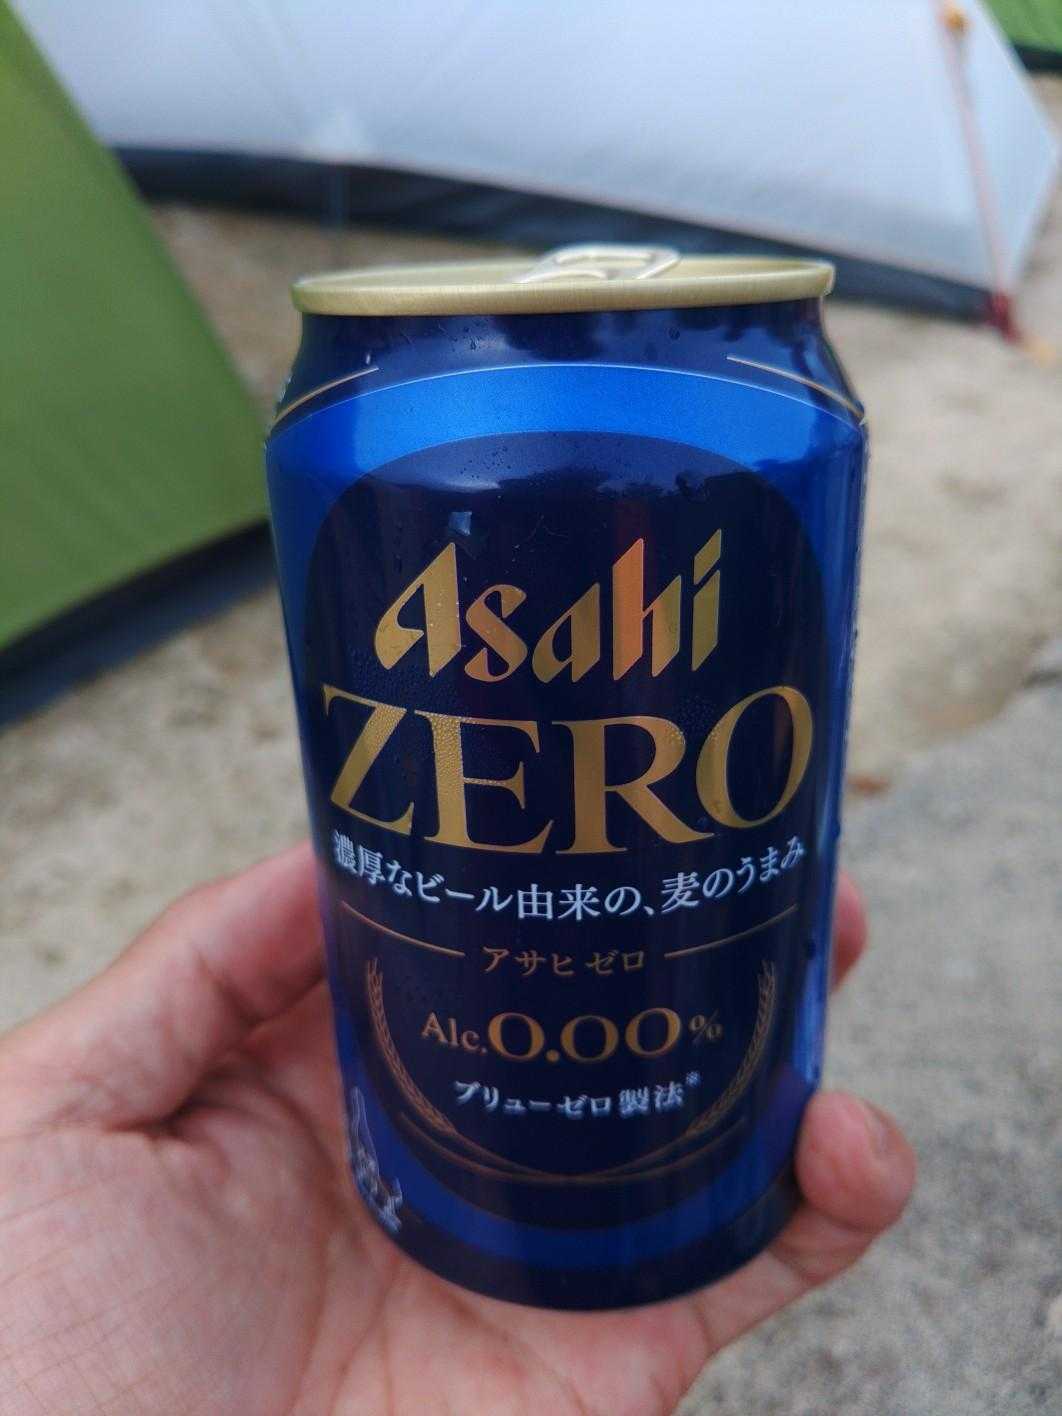 Asahi
ZERO
濃厚なビール由来の、麦のうまみ
アサヒゼロ
Alc.0.00%
ブリューゼロ製法※